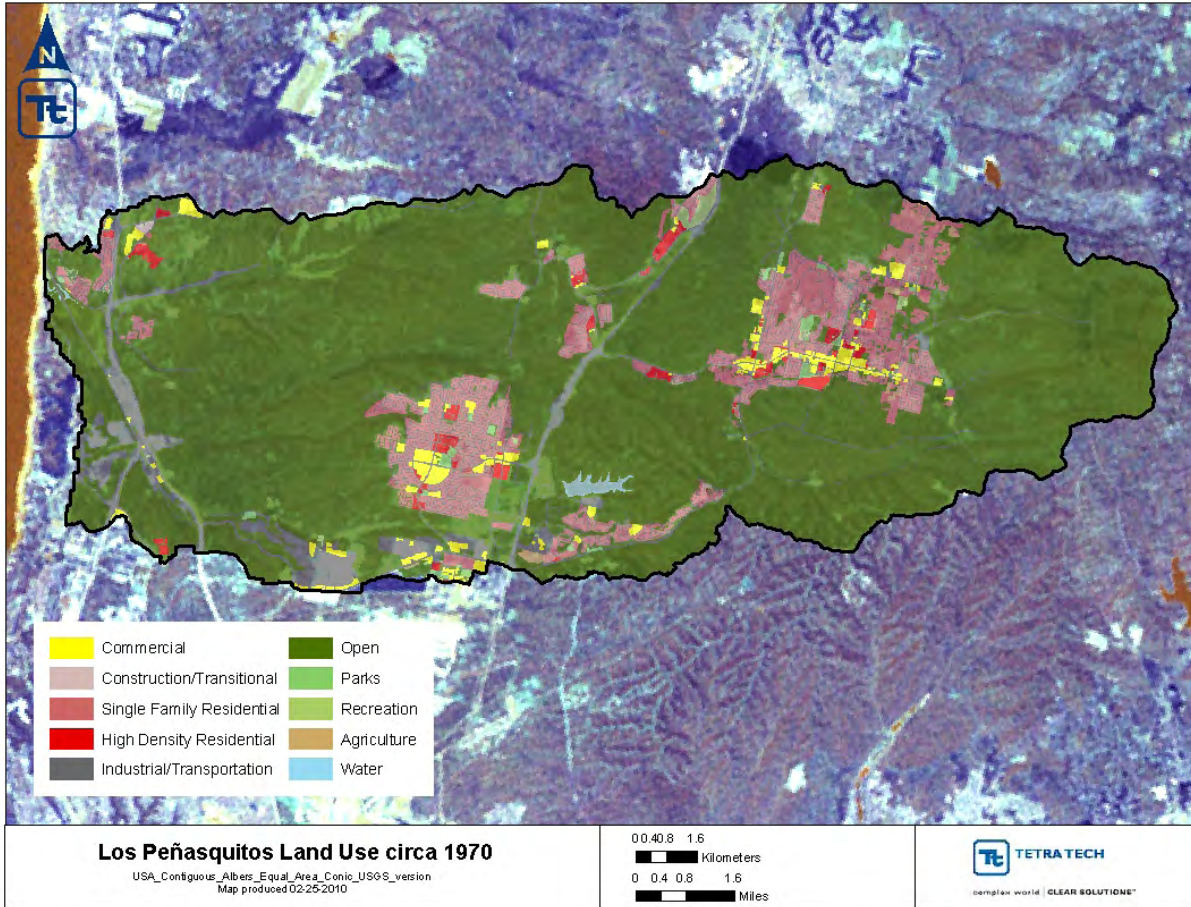 N
Tt
Commercial
Construction/Transitional
Single Family Residential
High Density Residential
Industrial/Transportation
Open
Parks
Recreation
Agriculture
Water
Los Peñasquitos Land Use circa 1970
USA_Contiguous_Albers_Equal_Area_Conic_USGS_version
Map produced 02-25-2010
0 0.4 0.8 1.6
Kilometers
0 0.4 0.8 1.6
Miles
Tt TETRA TECH
complex world | CLEAR SOLUTIONS™